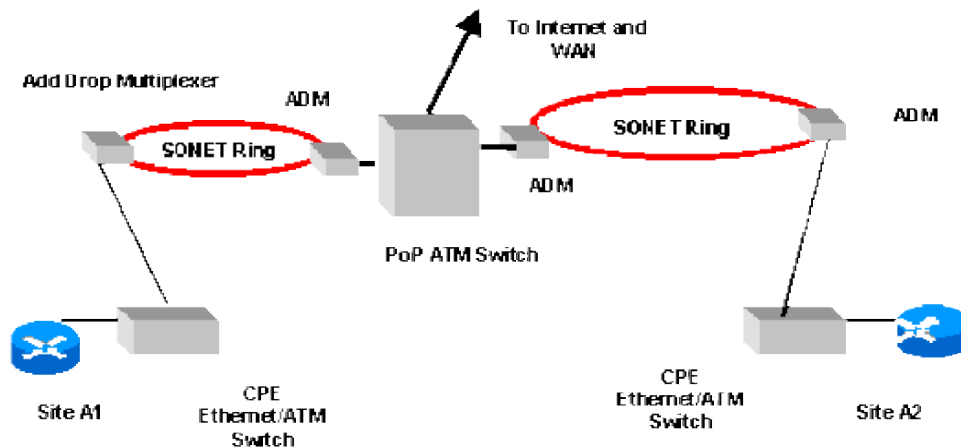 To Internet and
WAN
Add Drop Multiplexer
ADM
ADM
SONET Ring
SONET Ring
ADM
PoP ATM Switch
CPE
Ethernet/ATM
Switch
CPE
Ethernet/ATM
Switch
Site A1
Site A2